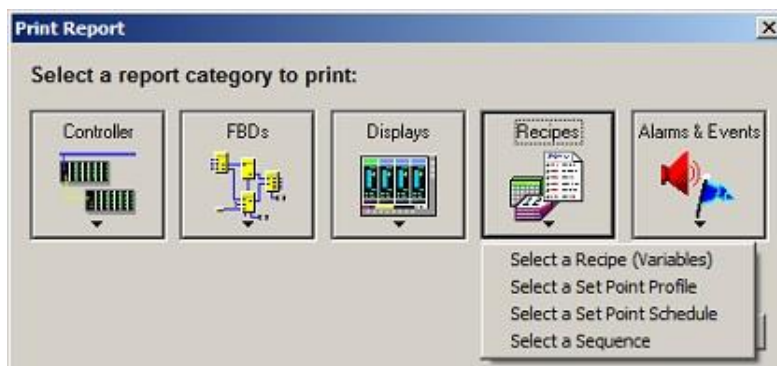 Print Report
Select a report category to print:
Controller
FBDs
Displays
Recipes
Alarms & Events
Select a Recipe (Variables)
Select a Set Point Profile
Select a Set Point Schedule
Select a Sequence